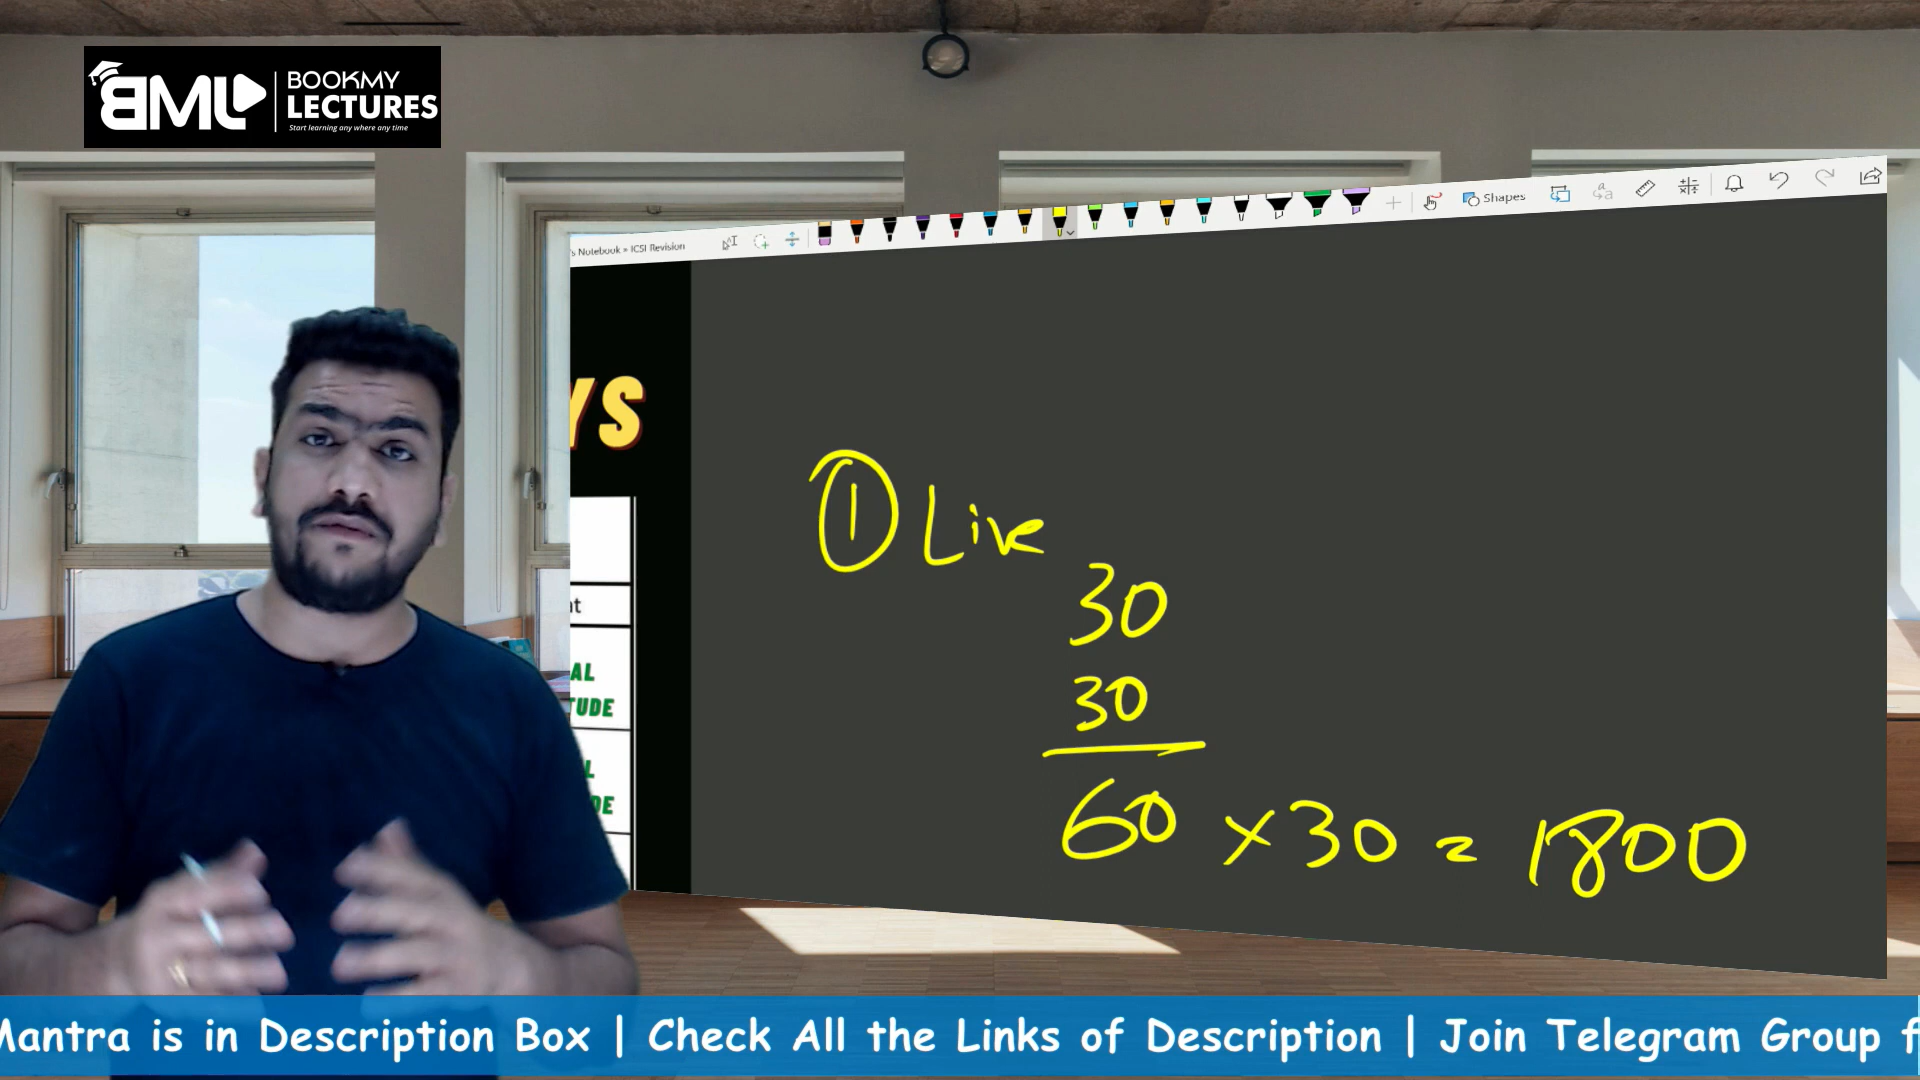 BML BOOKMY
LECTURES
Start learning any where any time
s Notebook » ICSI Revision
Shapes
YS
AL
TUDE
① Live
30
30
60 × 30 = 1800
Mantra is in Description Box | Check All the Links of Description | Join Telegram Group f